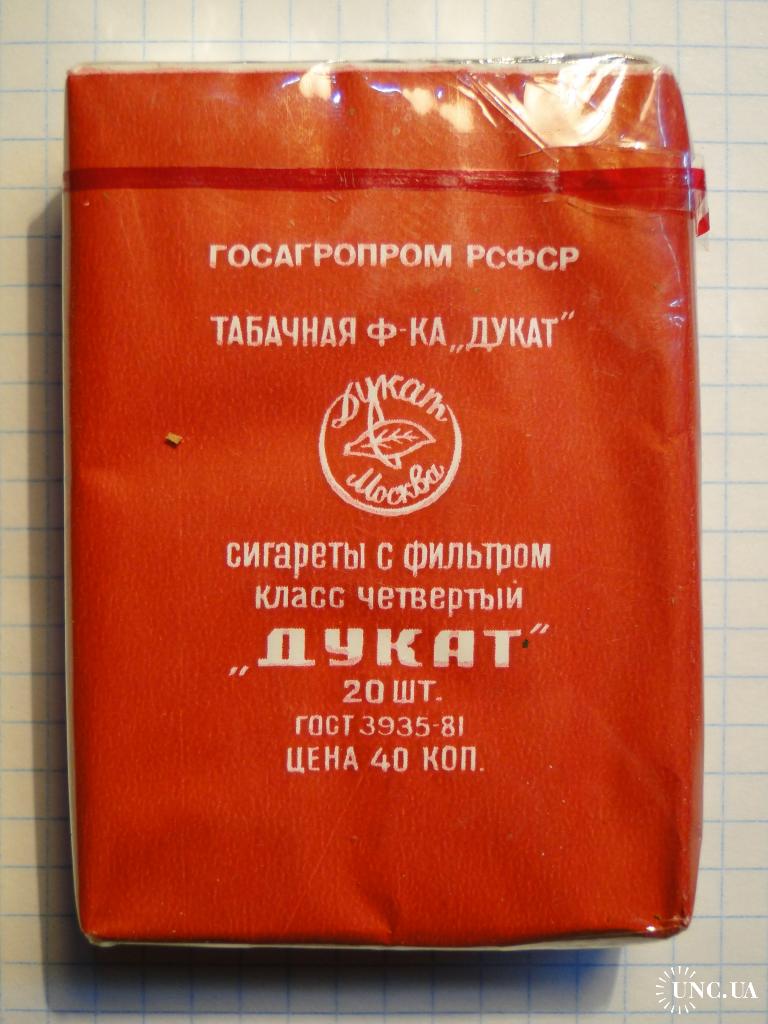 ГОСАГРОПРОМ РСФСР
ТАБАЧНАЯ Ф-КА „ДУКАТ"
Дукат
Москва
сигареты с фильтром
класс четвертый
„ДУКАТ"
20 ШТ.
ГОСТ 3935-81
ЦЕНА 40 КОП.
UNC.UA